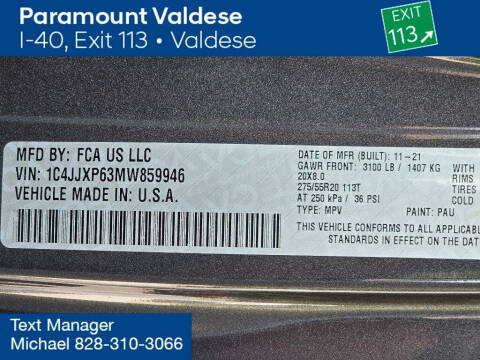 Paramount Valdese
I-40, Exit 113 • Valdese
EXIT
113
MFD BY: FCA US LLC
VIN: 1C4JJXP63MW859946
VEHICLE MADE IN: U.S.A.
DATE OF MFR (BUILT): 11-21
GAWR FRONT: 3100 LB / 1407 KG
WITH
20X8.0
RIMS
275/55R20 113T
TIRES
AT 250 kPa / 36 PSI
COLD
TYPE: MPV
PAINT: PAU
THIS VEHICLE CONFORMS TO ALL APPLICABLE
STANDARDS IN EFFECT ON THE DAT
Text Manager
Michael 828-310-3066